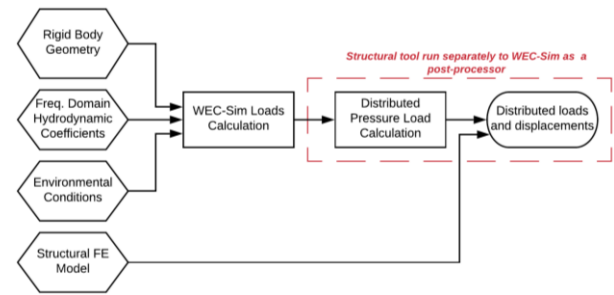 Rigid Body
Geometry
Structural tool run separately to WEC-Sim as a
post-processor
Freq. Domain
Hydrodynamic
Coefficients
WEC-Sim Loads
Calculation
Distributed
Pressure Load
Calculation
Distributed loads
and displacements
Environmental
Conditions
Structural FE
Model